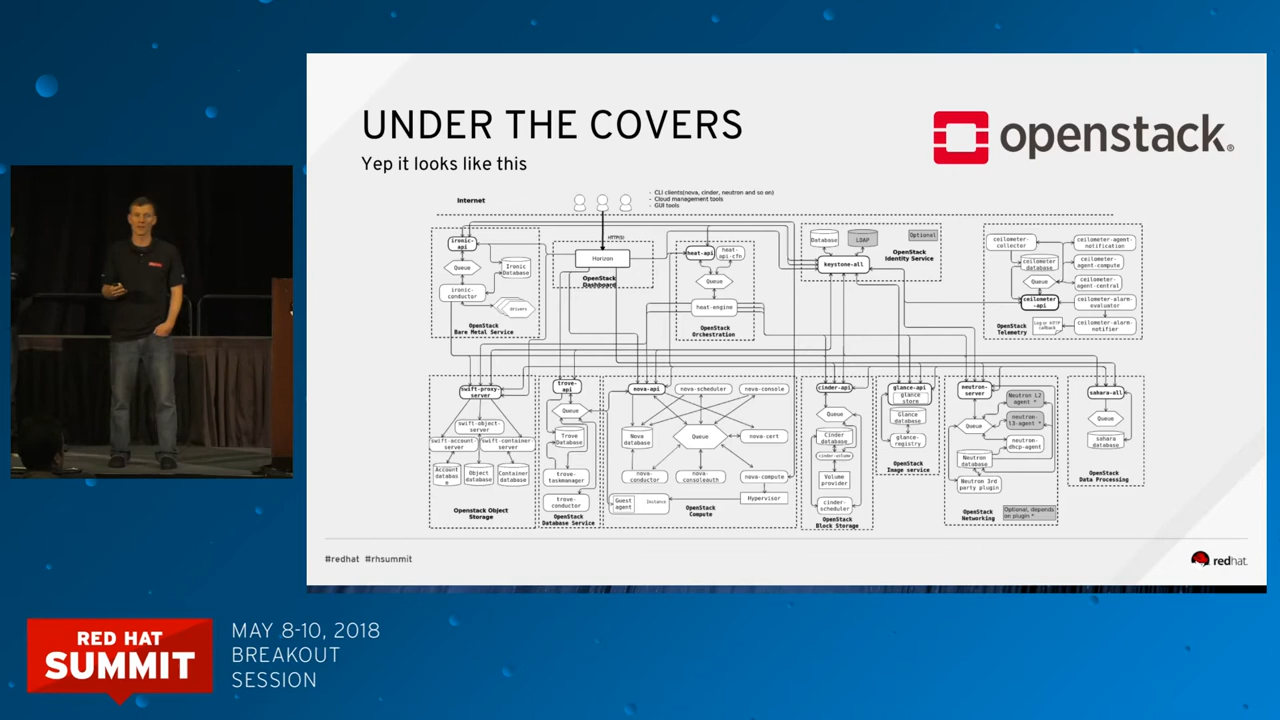 UNDER THE COVERS
Yep it looks like this
openstack.
Internet
- CLI clients(nova, cinder, neutron and so on)
- Cloud management tools
- GUI tools
HTTP(S)
ironic-
api
Queue
Ironic
Database
ironic-
conductor
drivers
OpenStack
Bare Metal Service
Horizon
OpenStack
Dashboard
heat-api
heat-
api-cfn
Queue
heat-engine
OpenStack
Orchestration
Database
LDAP
Optional
keystone-all
OpenStack
Identity Service
ceilometer-
collector
ceilometer-agent-
notification
ceilometer
database
ceilometer-
agent-compute
Queue
ceilometer-
agent-central
ceilometer
-api
ceilometer-alarm-
evaluator
OpenStack
Telemetry
Log or HTTP
callback
ceilometer-alarm-
notifier
swift-proxy-
server
swift-object-
server
swift-account-
server
swift-container-
server
Account
databas
e
Object
database
Container
database
Openstack Object
Storage
trove-
api
Queue
Trove
Database
trove-
taskmanager
trove-
conductor
OpenStack
Database Service
nova-api
nova-scheduler
nova-console
Nova
database
Queue
nova-cert
nova-
conductor
nova-
consoleauth
nova-compute
Guest
agent
Instance
Hypervisor
OpenStack
Compute
cinder-api
Queue
Cinder
database
cinder-volume
Volume
provider
cinder-
scheduler
OpenStack
Block Storage
glance-api
glance
store
Glance
database
glance-
registry
OpenStack
Image service
neutron-
server
Neutron L2
agent *
Queue
neutron-
l3-agent *
neutron-
dhcp-agent
Neutron
database
Neutron 3rd
party plugin
OpenStack
Networking
Optional, depends
on plugin *
sahara-all
Queue
sahara
database
OpenStack
Data Processing
#redhat #rhsummit
redhat.
RED HAT
SUMMIT
MAY 8-10, 2018
BREAKOUT
SESSION